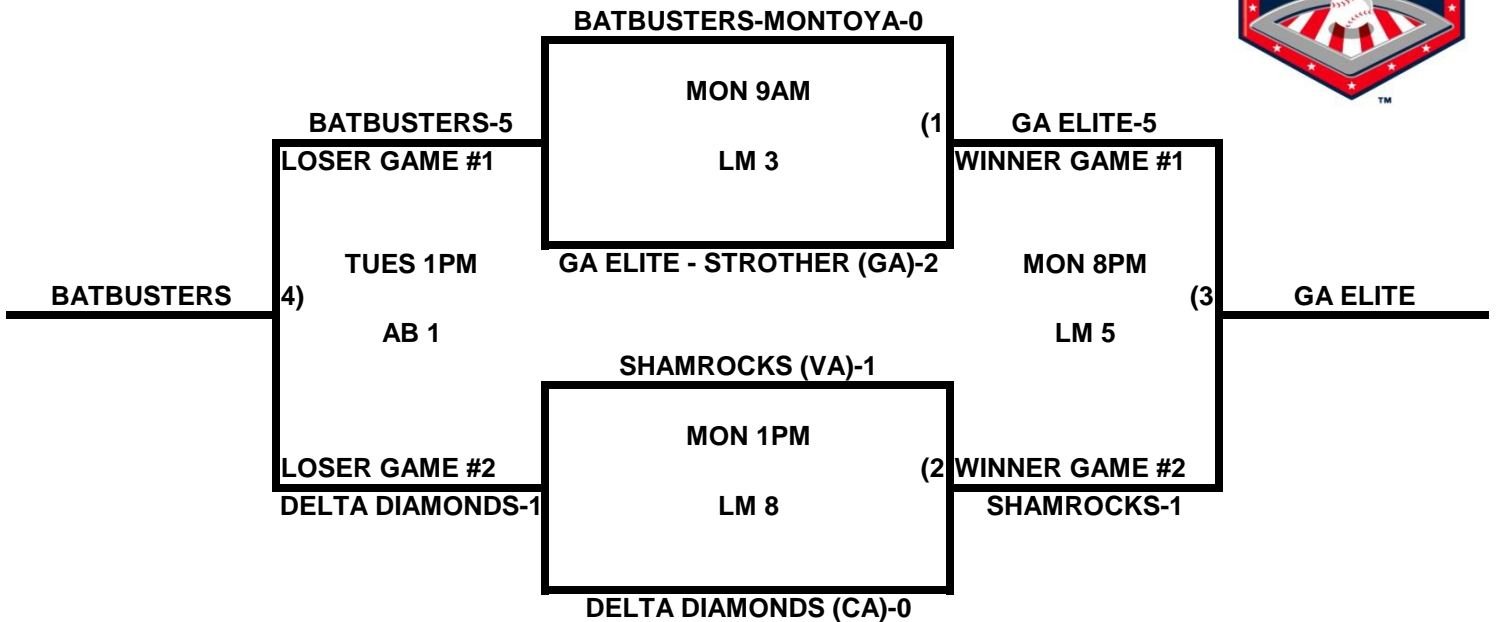 BATBUSTERS-MONTOYA-0
MON 9AM
BATBUSTERS-5
(1
GA ELITE-5
LOSER GAME #1
LM 3
WINNER GAME #1
TUES 1PM
GA ELITE - STROTHER (GA)-2
MON 8PM
BATBUSTERS
4)
(3
GA ELITE
AB 1
LM 5
SHAMROCKS (VA)-1
MON 1PM
LOSER GAME #2
(2
WINNER GAME #2
DELTA DIAMONDS-1
LM 8
SHAMROCKS-1
DELTA DIAMONDS (CA)-0
TM